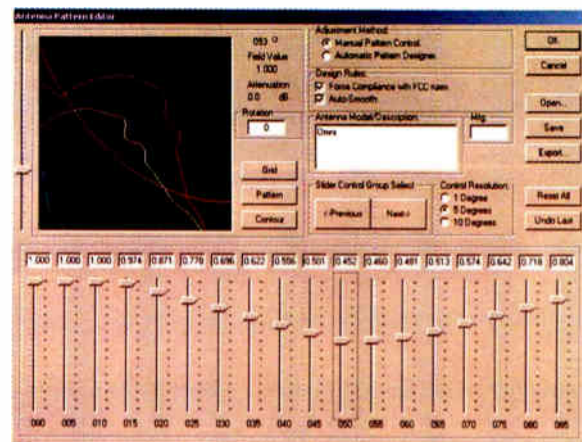 Antenna Pattern Editor
093 °
Field Value
1.000
Attenuation
0.0 dB
Rotation
0
Grid
Pattern
Contour
Adjustment Method:
Manual Pattern Control
Automatic Pattern Designer
Design Rules:
Force Compliance with FCC rules
Auto-Smooth
Antenna Model/Description:
Omni
Mfg
Slider Control Group Select
<Previous
Next>
Control Resolution:
1 Degree
5 Degrees
10 Degrees
OK
Cancel
Open...
Save
Export...
Reset All
Undo Last
1.000 1.000 1.000 0.974 0.871 0.778 0.696 0.622 0.556 0.501 0.452 0.460 0.481 0.513 0.574 0.642 0.718 0.804
000 005 010 015 020 025 030 035 040 045 050 055 060 065 070 075 080 085